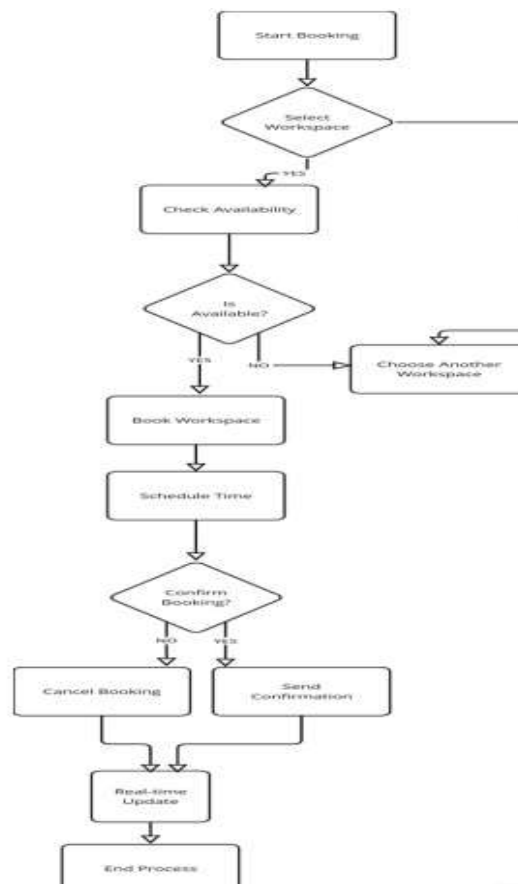 Start Booking
Select
Workspace
YES
Check Availability
Is
Available?
YES
NO
Choose Another
Workspace
Book Workspace
Schedule Time
Confirm
Booking?
NO
YES
Cancel Booking
Send
Confirmation
Real-time
Update
End Process